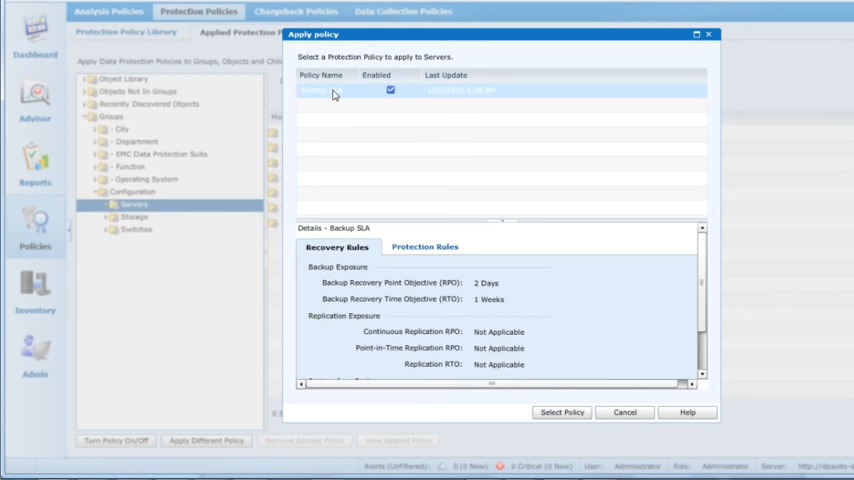 Analysis Policies Protection Policies Chargeback Policies Data Collection Policies
Protection Policy Library Applied Protection P
Apply Data Protection Policies to Groups, Objects and Chil
Dashboard
Advisor
Reports
Policies
Inventory
Admin
Object Library
Objects Not In Groups
Recently Discovered Objects
Groups
- City
- Department
- EMC Data Protection Suite
- Function
- Operating System
Configuration
Servers
Storage
Switches
Apply policy
Select a Protection Policy to apply to Servers.
Policy Name Enabled Last Update
Details - Backup SLA
Recovery Rules Protection Rules
Backup Exposure
Backup Recovery Point Objective (RPO): 2 Days
Backup Recovery Time Objective (RTO): 1 Weeks
Replication Exposure
Continuous Replication RPO: Not Applicable
Point-in-Time Replication RPO: Not Applicable
Replication RTO: Not Applicable
Select Policy Cancel Help
Turn Policy On/Off Apply Different Policy Remove Applied Policy View Applied Policy
Alerts (Unfiltered): 0 (0 New) 0 Critical (0 New) User: Administrator Role: Administrator Server: http://dpavdo-d